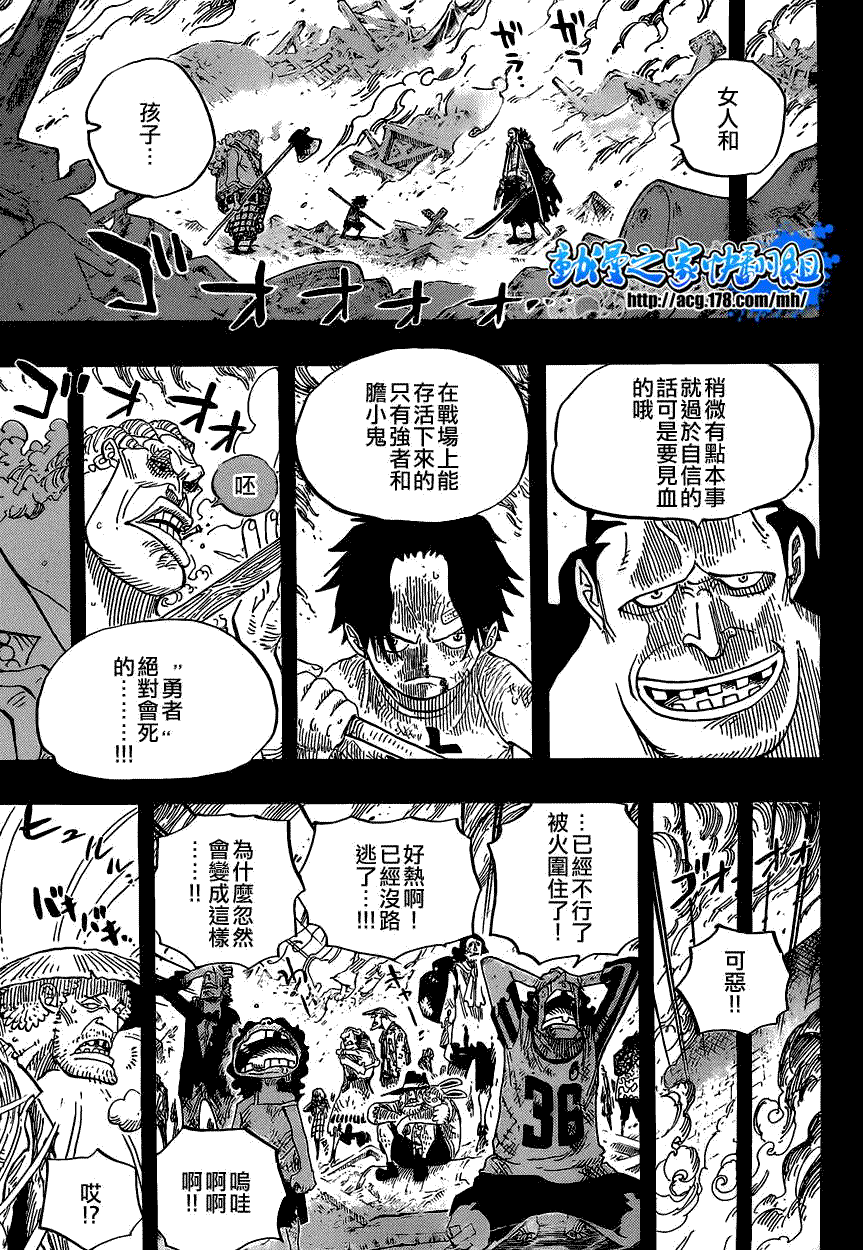 女人和
孩子…
ガラ
ガラ
ゴオオオオ…
動漫之家快翻組
http://acg.178.com/mh/
稍微有點本事
就過於自信的
話可是要見血
的哦
在戰場上能
存活下來的
只有強者和
膽小鬼
呸
〝勇者〞
絕對會死
的………!!!
可惡!!
…已經不行了
被火圍住了！
好熱啊！
已經沒路
逃了…!!!
為什麼忽然
會變成這樣
……!!
36
嗚哇
啊啊
啊!!
哎!?